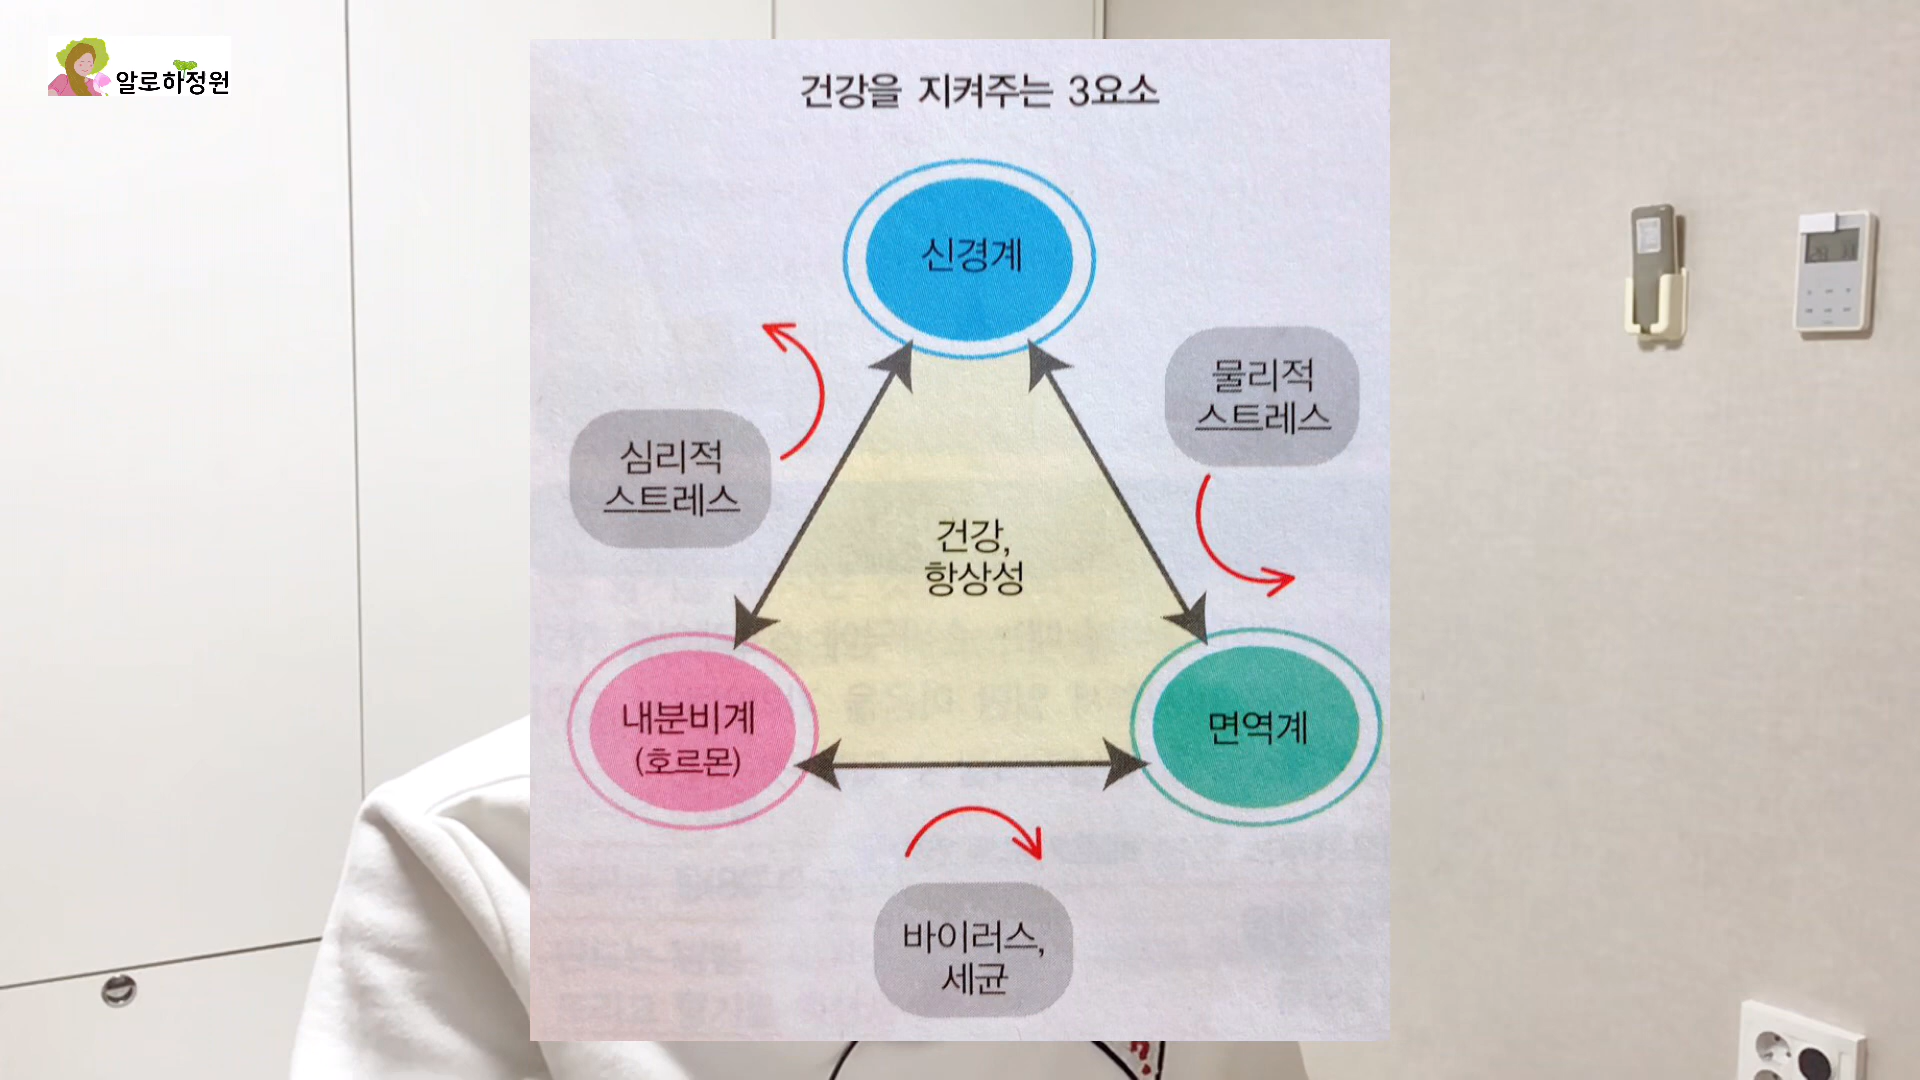 알로하정원
건강을 지켜주는 3요소
신경계
물리적
스트레스
심리적
스트레스
건강,
항상성
내분비계
(호르몬)
면역계
바이러스,
세균